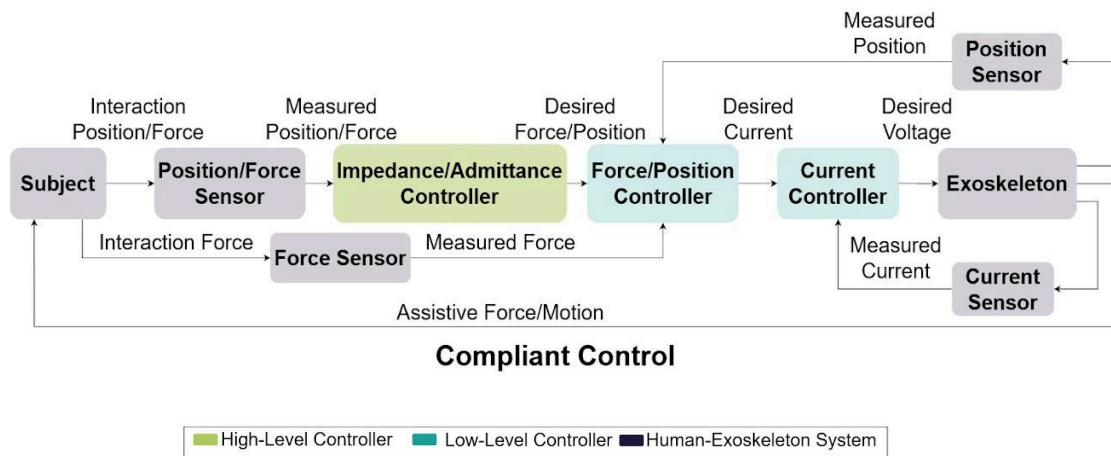 Measured
Position
Position
Sensor
Interaction
Position/Force
Measured
Position/Force
Desired
Force/Position
Desired
Current
Desired
Voltage
Subject
Position/Force
Sensor
Impedance/Admittance
Controller
Force/Position
Controller
Current
Controller
Exoskeleton
Interaction Force
Force Sensor
Measured Force
Measured
Current
Current
Sensor
Assistive Force/Motion
Compliant Control
High-Level Controller
Low-Level Controller
Human-Exoskeleton System